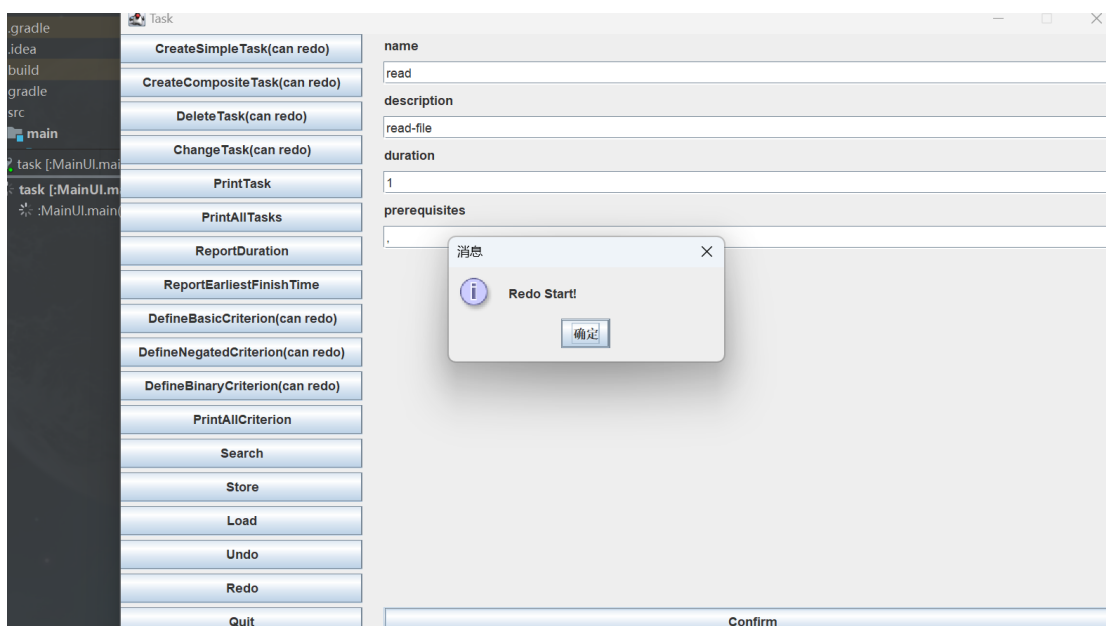 .gradle
.idea
build
gradle
src
main
task [:MainUI.mai
task [:MainUI.m
:MainUI.main(
Task
CreateSimpleTask(can redo)
CreateCompositeTask(can redo)
DeleteTask(can redo)
ChangeTask(can redo)
PrintTask
PrintAllTasks
ReportDuration
ReportEarliestFinishTime
DefineBasicCriterion(can redo)
DefineNegatedCriterion(can redo)
DefineBinaryCriterion(can redo)
PrintAllCriterion
Search
Store
Load
Undo
Redo
Quit
name
read
description
read-file
duration
1
prerequisites
,
消息
Redo Start!
确定
Confirm